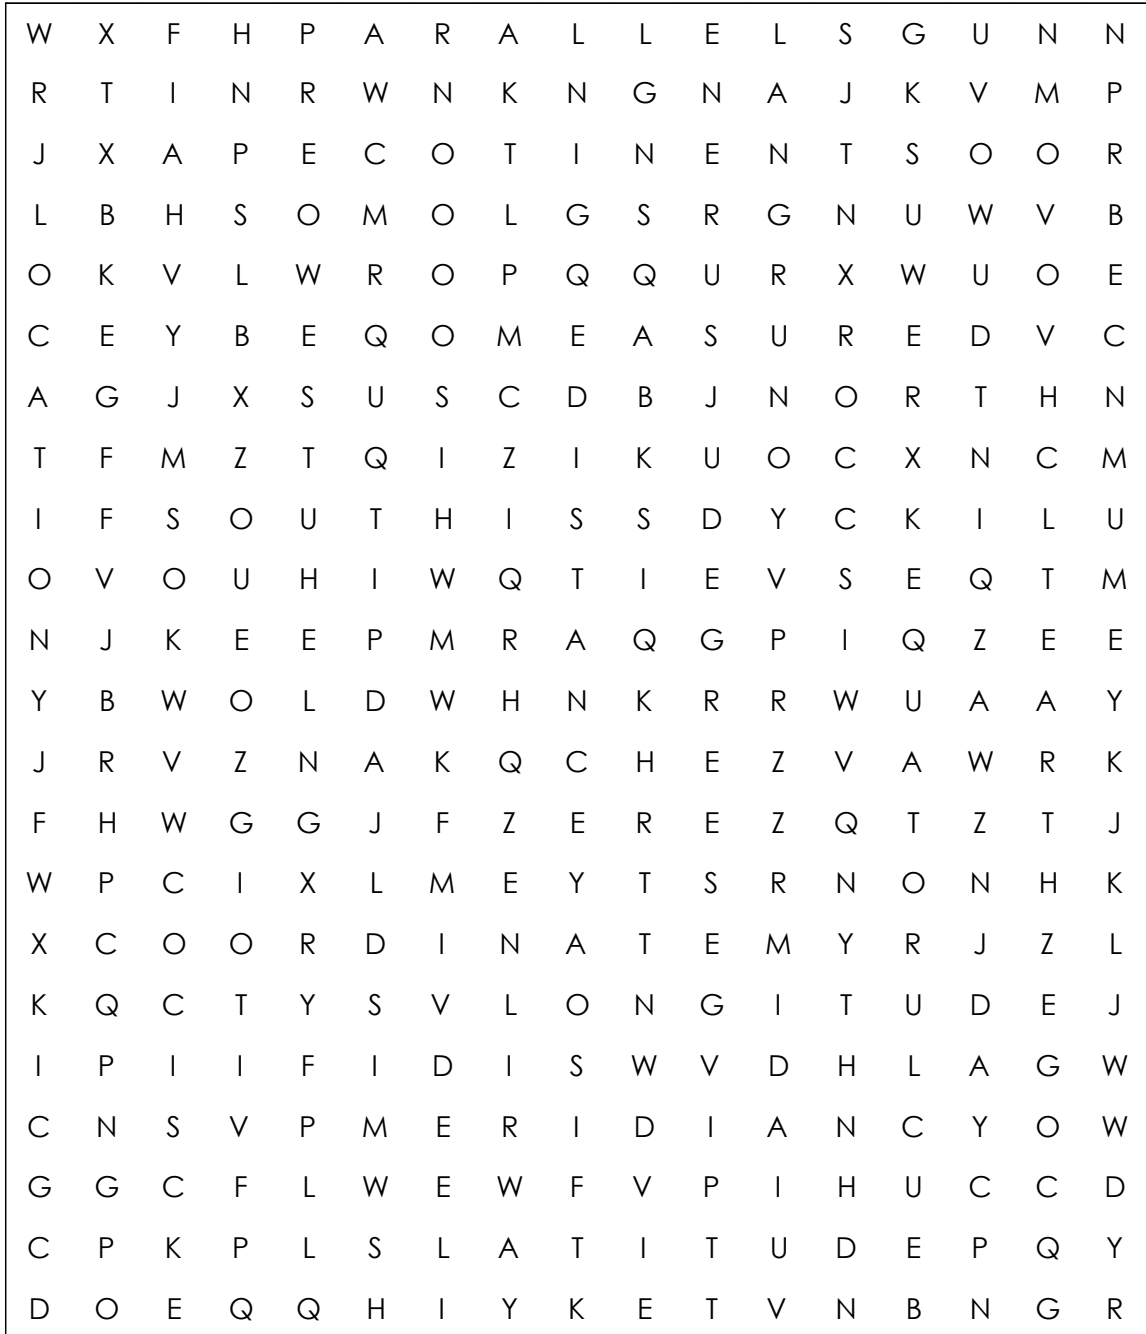 W X F H P A R A L L E L S G U N N
R T I N R W N K N G N A J K V M P
J X A P E C O T I N E N T S O O R
L B H S O M O L G S R G N U W V B
O K V L W R O P Q Q U R X W U O E
C E Y B E Q O M E A S U R E D V C
A G J X S U S C D B J N O R T H N
T F M Z T Q I Z I K U O C X N C M
I F S O U T H I S S D Y C K I L U
O V O U H I W Q T I E V S E Q T M
N J K E E P M R A Q G P I Q Z E E
Y B W O L D W H N K R R W U A A Y
J R V Z N A K Q C H E Z V A W R K
F H W G G J F Z E R E Z Q T Z T J
W P C I X L M E Y T S R N O N H K
X C O O R D I N A T E M Y R J Z L
K Q C T Y S V L O N G I T U D E J
I P I I F I D I S W V D H L A G W
C N S V P M E R I D I A N C Y O W
G G C F L W E W F V P I H U C C D
C P K P L S L A T I T U D E P Q Y
D O E Q Q H I Y K E T V N B N G R